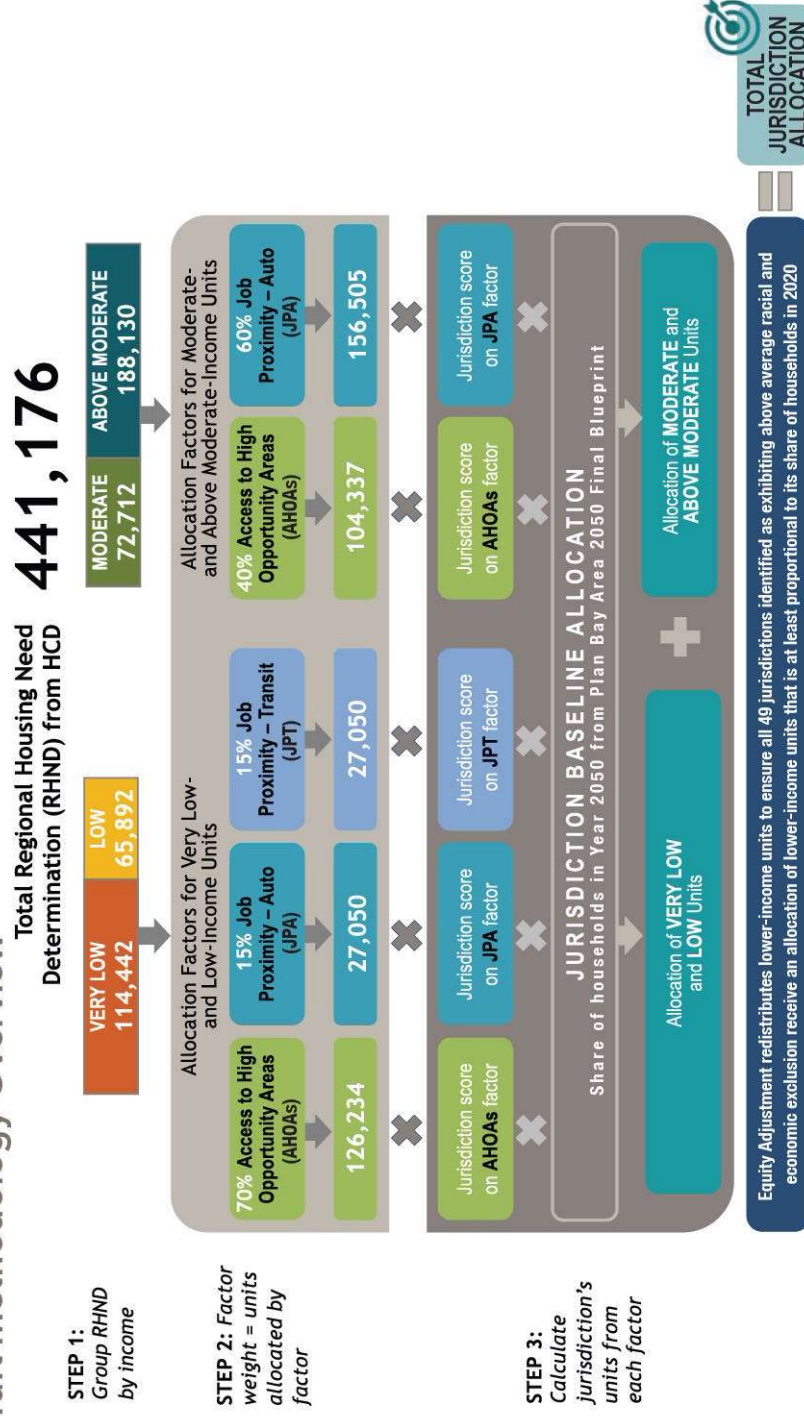 Total Regional Housing Need
Determination (RHND) from HCD
441,176
STEP 1:
Group RHND
by income
VERY LOW
114,442
LOW
65,892
MODERATE
72,712
ABOVE MODERATE
188,130
STEP 2: Factor
weight = units
allocated by
factor
Allocation Factors for Very Low-
and Low-Income Units
70% Access to High
Opportunity Areas
(AHOAs)
126,234
15% Job
Proximity – Auto
(JPA)
27,050
15% Job
Proximity – Transit
(JPT)
27,050
Allocation Factors for Moderate-
and Above Moderate-Income Units
40% Access to High
Opportunity Areas
(AHOAs)
104,337
60% Job
Proximity – Auto
(JPA)
156,505
STEP 3:
Calculate
jurisdiction's
units from
each factor
Jurisdiction score
on AHOAs factor
Jurisdiction score
on JPA factor
Jurisdiction score
on JPT factor
Jurisdiction score
on AHOAs factor
Jurisdiction score
on JPA factor
JURISDICTION BASELINE ALLOCATION
Share of households in Year 2050 from Plan Bay Area 2050 Final Blueprint
Allocation of VERY LOW
and LOW Units
Allocation of MODERATE and
ABOVE MODERATE Units
Equity Adjustment redistributes lower-income units to ensure all 49 jurisdictions identified as exhibiting above average racial and
economic exclusion receive an allocation of lower-income units that is at least proportional to its share of households in 2020
TOTAL
JURISDICTION
ALLOCATION